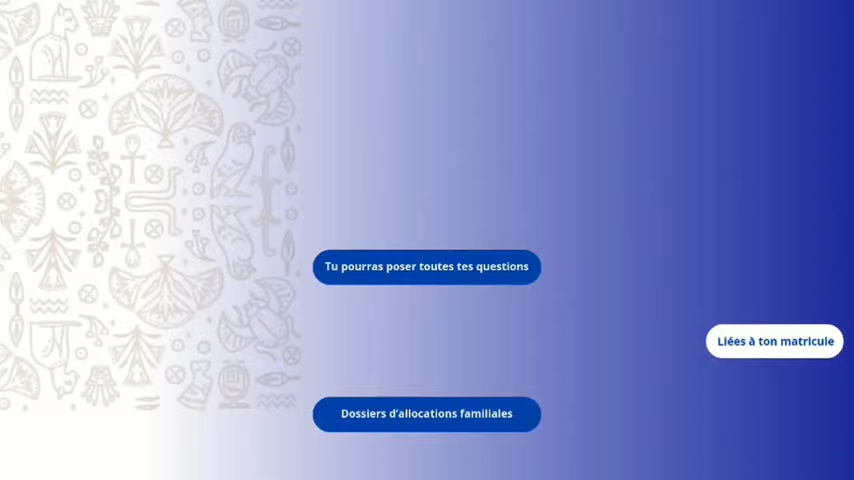 Tu pourras poser toutes tes questions
Liées à ton matricule
Dossiers d’allocations familiales